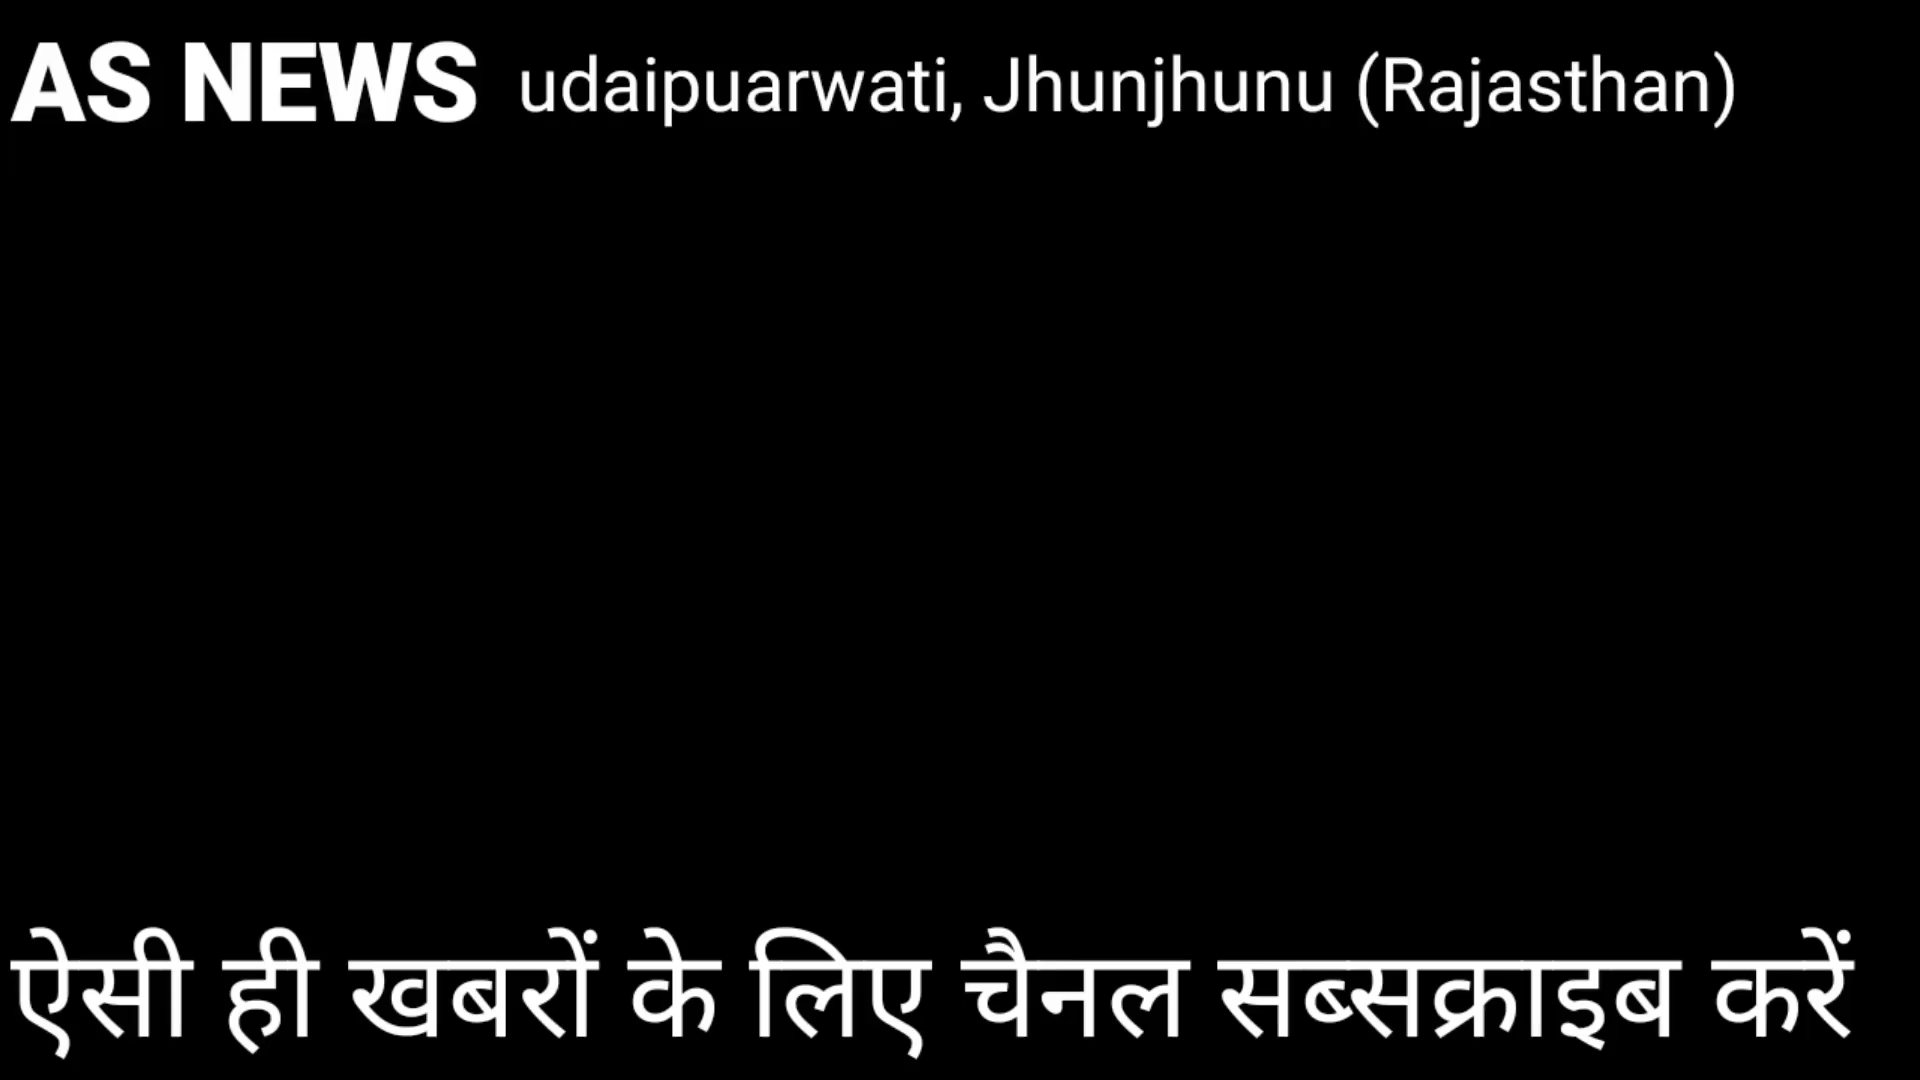 AS NEWS udaipuarwati, Jhunjhunu (Rajasthan)
ऐसी ही खबरों के लिए चैनल सब्सक्राइब करें